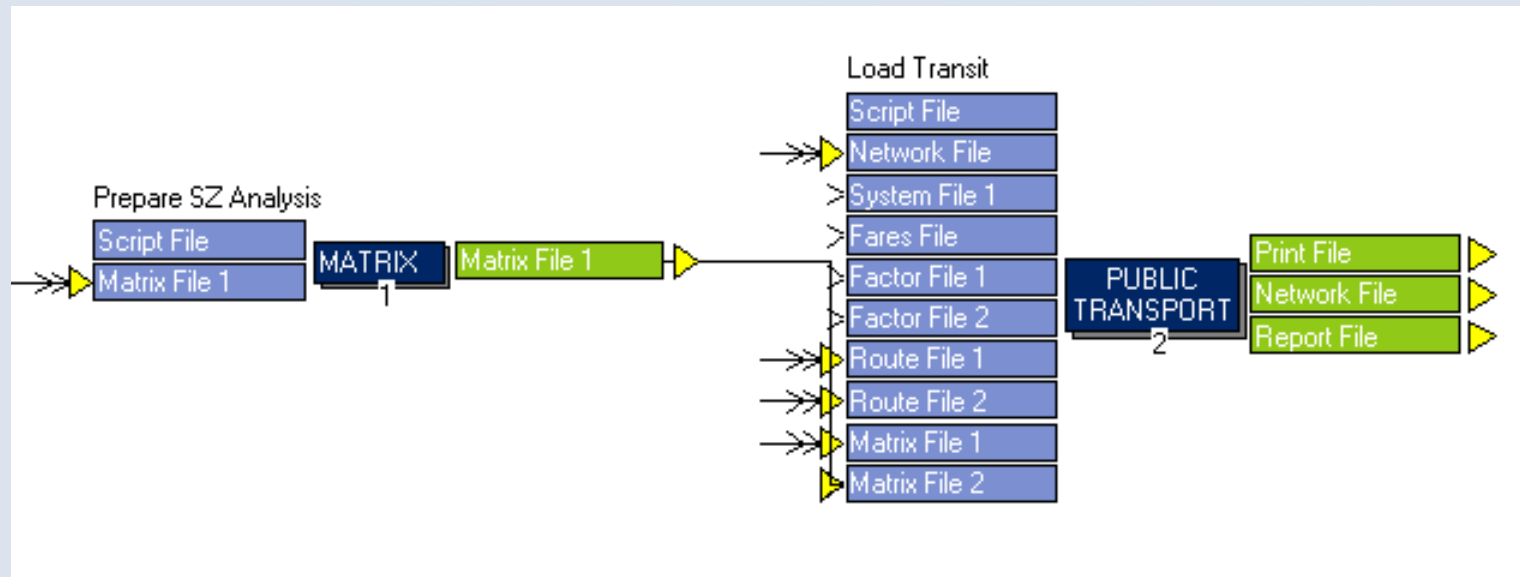 Prepare SZ Analysis
Script File
Matrix File 1
MATRIX
1
Matrix File 1
Load Transit
Script File
Network File
System File 1
Fares File
Factor File 1
Factor File 2
Route File 1
Route File 2
Matrix File 1
Matrix File 2
PUBLIC
TRANSPORT
2
Print File
Network File
Report File